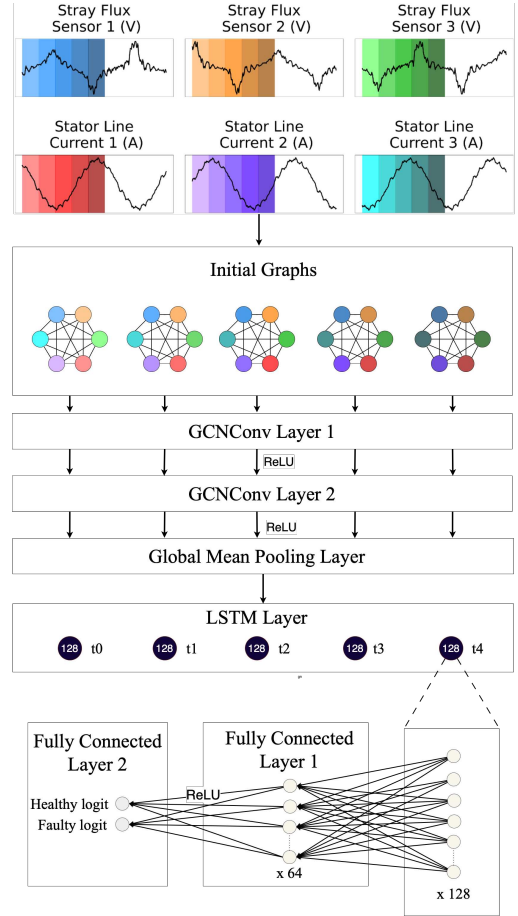 Stray Flux
Sensor 1 (V)
Stray Flux
Sensor 2 (V)
Stray Flux
Sensor 3 (V)
Stator Line
Current 1 (A)
Stator Line
Current 2 (A)
Stator Line
Current 3 (A)
Initial Graphs
GCNConv Layer 1
ReLU
GCNConv Layer 2
ReLU
Global Mean Pooling Layer
LSTM Layer
128 t0 128 t1 128 t2 128 t3 128 t4
Fully Connected
Layer 2
Fully Connected
Layer 1
ReLU
Healthy logit
Faulty logit
x 64
x 128